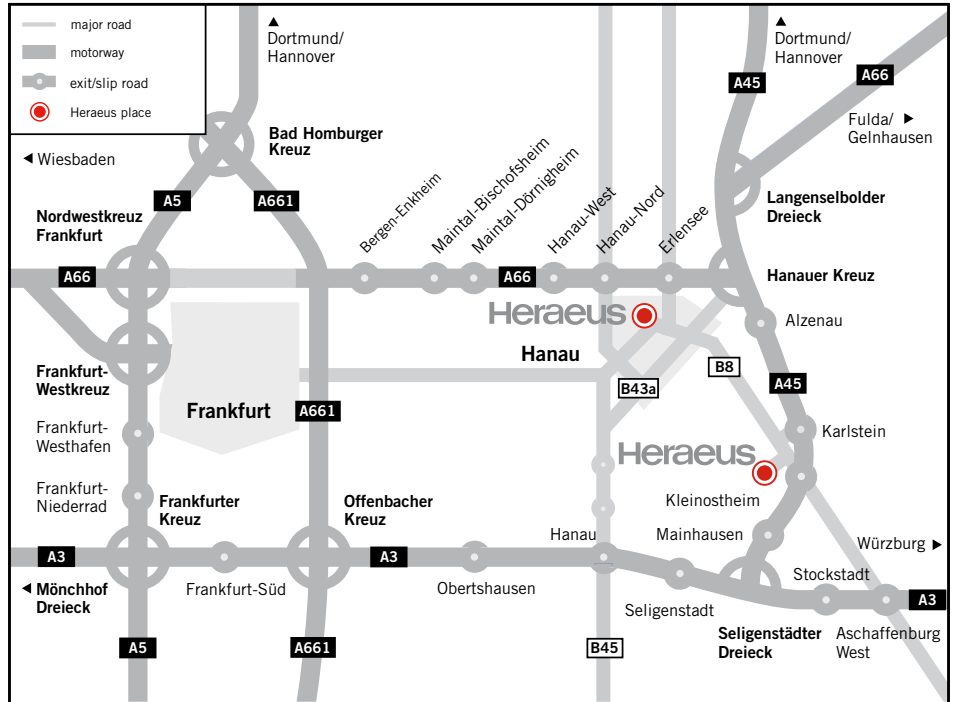 major road
motorway
exit/slip road
Heraeus place
Dortmund/
Hannover
Dortmund/
Hannover
A45
A66
Fulda/
Gelnhausen
Bad Homburger
Kreuz
Wiesbaden
A5
A661
Nordwestkreuz
Frankfurt
Bergen-Enkheim
Maintal-Bischofsheim
Maintal-Dörnigheim
Hanau-West
Hanau-Nord
Erlensee
Langenselbolder
Dreieck
A66
A66
Hanauer Kreuz
Heraeus
Alzenau
Hanau
B8
Frankfurt-
Westkreuz
B43a
A45
Frankfurt
A661
Frankfurt-
Westhafen
Karlstein
Heraeus
Frankfurt-
Niederrad
Frankfurter
Kreuz
Offenbacher
Kreuz
Kleinostheim
Hanau
Mainhausen
Würzburg
A3
A3
Mönchhof
Dreieck
Frankfurt-Süd
Obertshausen
Stockstadt
Seligenstadt
A3
A5
A661
B45
Seligenstädter
Dreieck
Aschaffenburg
West